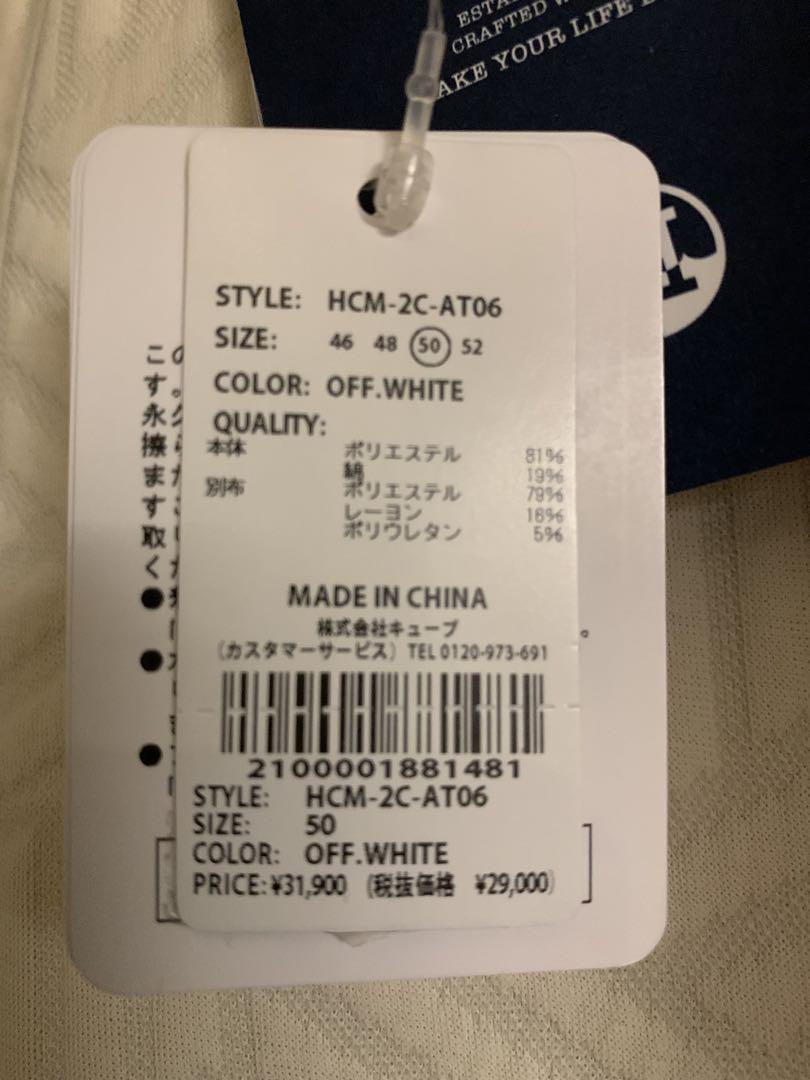 CRAFTED
YOUR LIFE
STYLE: HCM-2C-AT06
SIZE: 46 48 50 52
COLOR: OFF.WHITE
QUALITY:
本体 ポリエステル 81%
綿 19%
別布 ポリエステル 79%
レーヨン 16%
ポリウレタン 5%
MADE IN CHINA
株式会社キューブ
(カスタマーサービス) TEL 0120-973-691
2100001881481
STYLE: HCM-2C-AT06
SIZE: 50
COLOR: OFF.WHITE
PRICE:¥31,900 (税抜価格 ¥29,000)
こ
す。
永
擦
ま
す
取
く